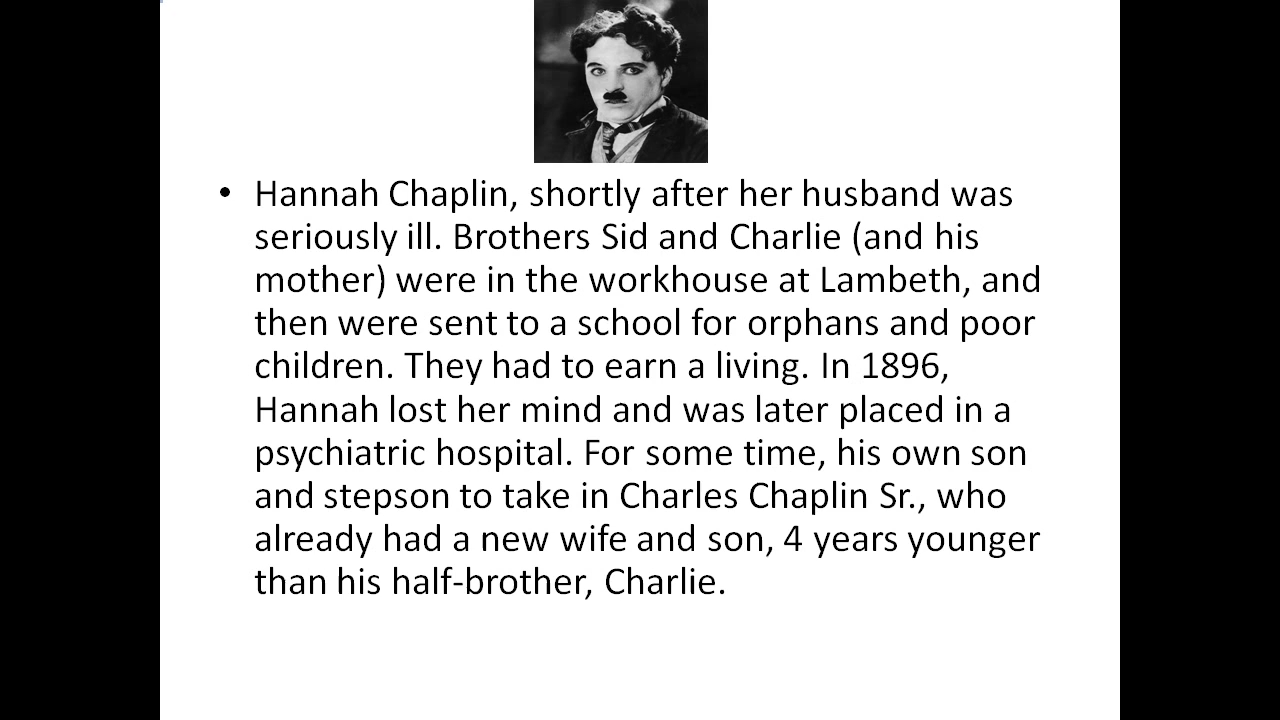 • Hannah Chaplin, shortly after her husband was
seriously ill. Brothers Sid and Charlie (and his
mother) were in the workhouse at Lambeth, and
then were sent to a school for orphans and poor
children. They had to earn a living. In 1896,
Hannah lost her mind and was later placed in a
psychiatric hospital. For some time, his own son
and stepson to take in Charles Chaplin Sr., who
already had a new wife and son, 4 years younger
than his half-brother, Charlie.